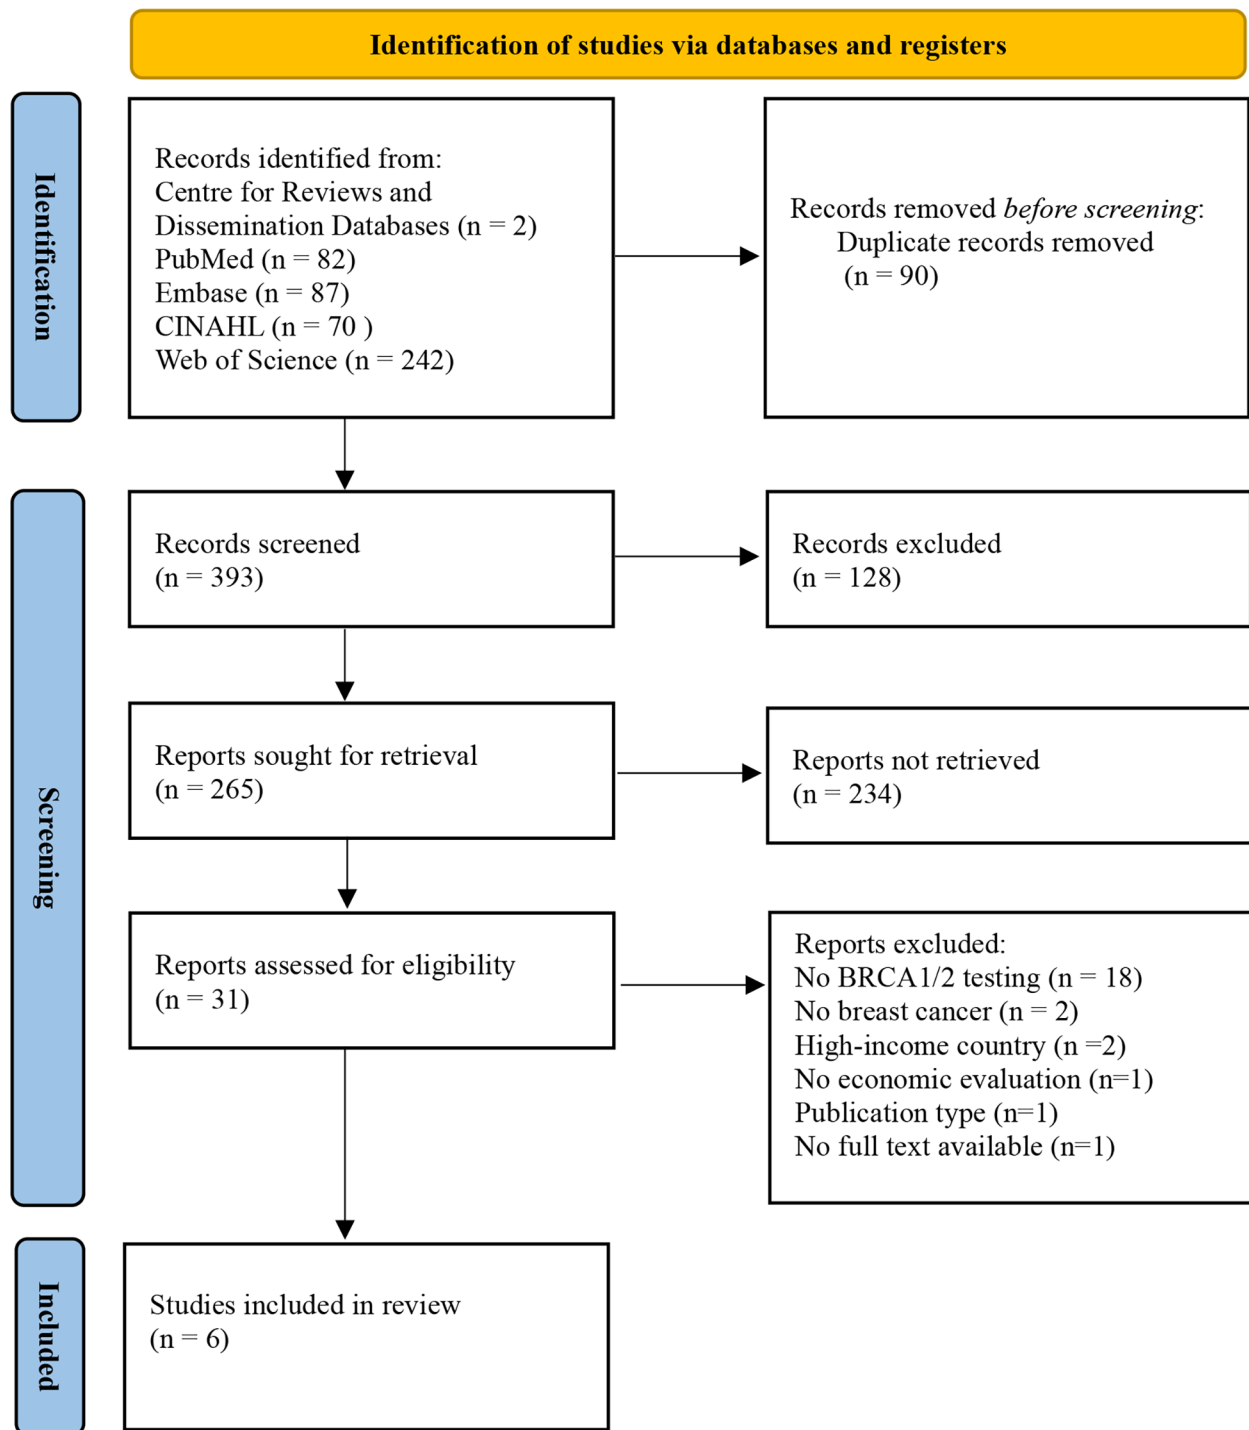 Identification of studies via databases and registers
Identification
Records identified from:
Centre for Reviews and
Dissemination Databases (n = 2)
PubMed (n = 82)
Embase (n = 87)
CINAHL (n = 70 )
Web of Science (n = 242)
Records removed before screening:
Duplicate records removed
(n = 90)
Screening
Records screened
(n = 393)
Records excluded
(n = 128)
Reports sought for retrieval
(n = 265)
Reports not retrieved
(n = 234)
Reports assessed for eligibility
(n = 31)
Reports excluded:
No BRCA1/2 testing (n = 18)
No breast cancer (n = 2)
High-income country (n =2)
No economic evaluation (n=1)
Publication type (n=1)
No full text available (n=1)
Included
Studies included in review
(n = 6)